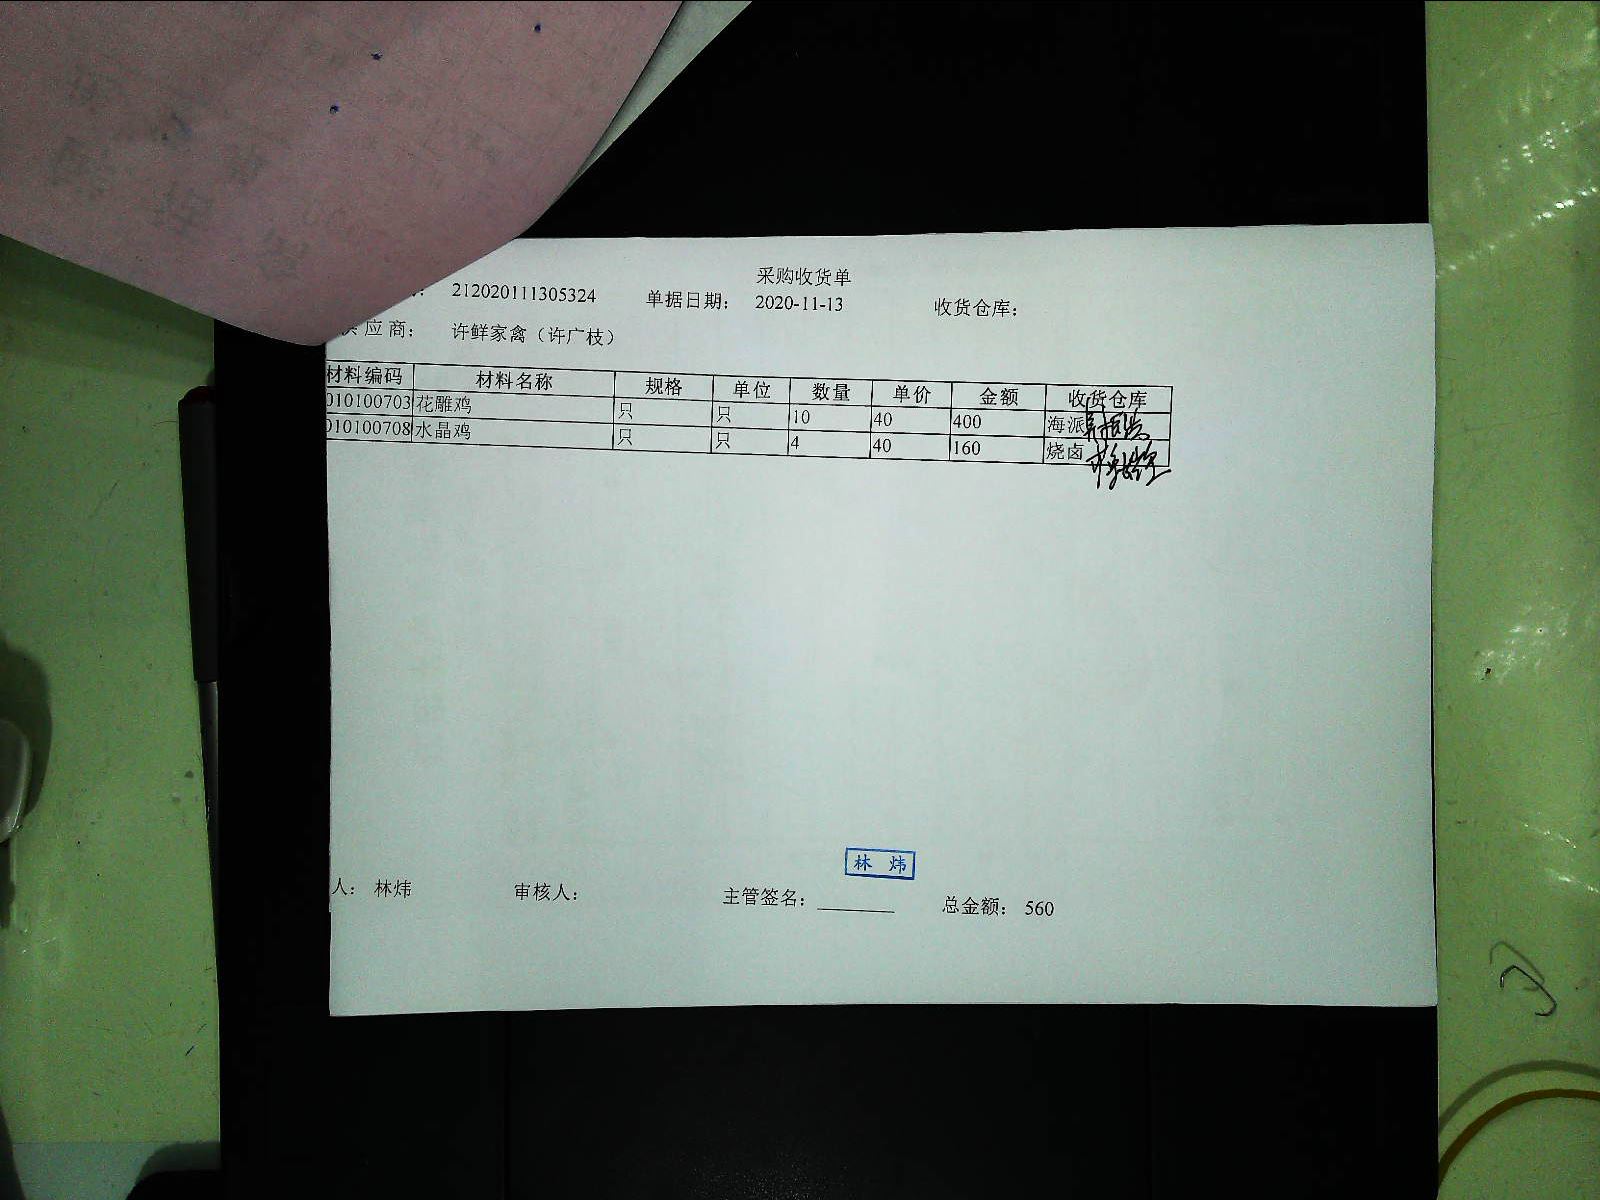 采购收货单
212020111305324 单据日期： 2020-11-13 收货仓库：
供应商： 许鲜家禽（许广枝）
材料编码 材料名称 规格 单位 数量 单价 金额 收货仓库
010100703 花雕鸡 只 只 10 40 400 海派
010100708 水晶鸡 只 只 4 40 160 烧卤
林 炜
人： 林炜 审核人： 主管签名： 总金额： 560